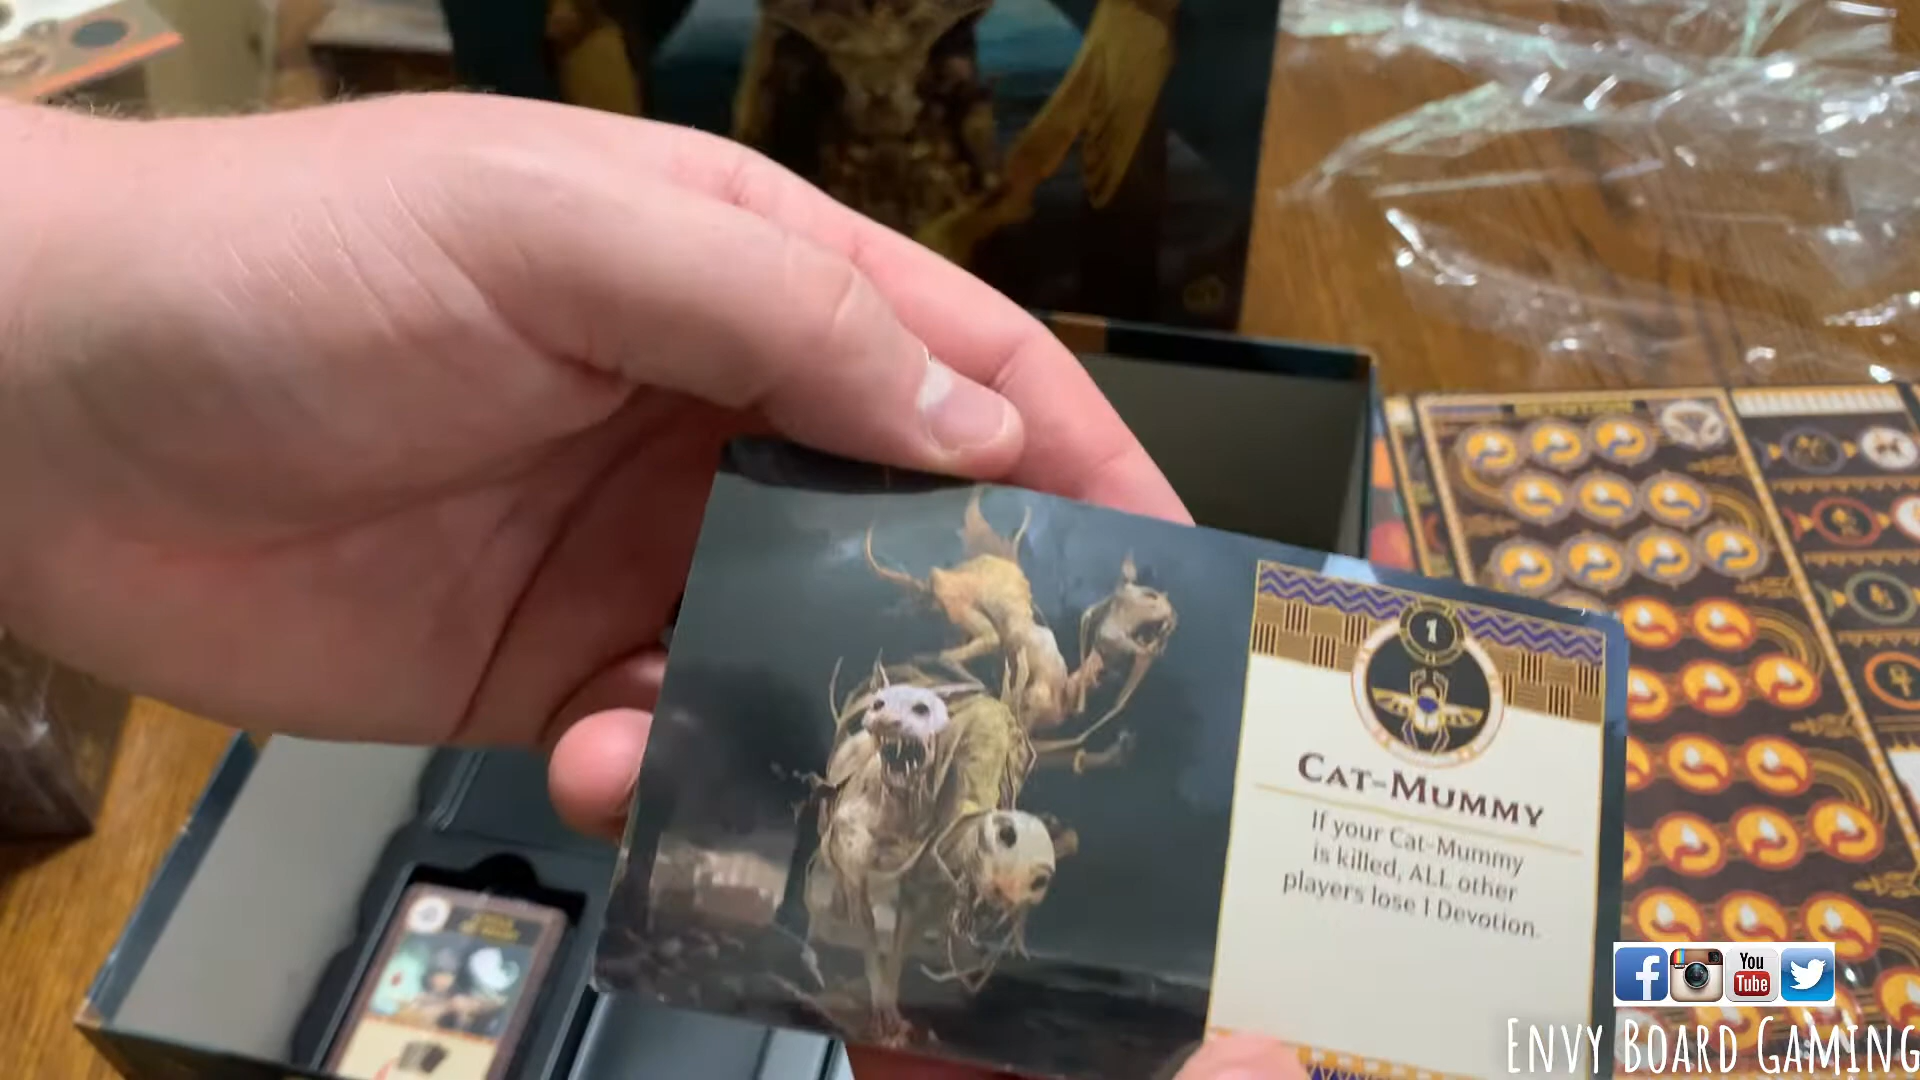 1
CAT-MUMMY
If your Cat-Mummy
is killed, ALL other
players lose 1 Devotion.
You
Tube
ENVY BOARD GAMING